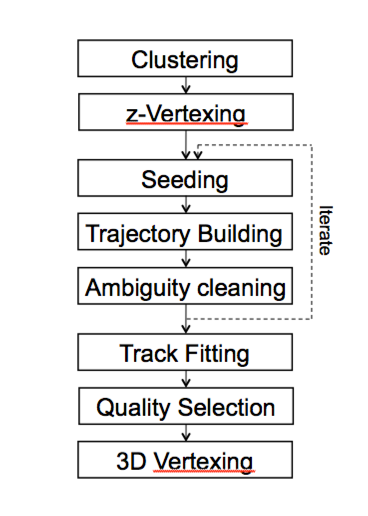 Clustering
z-Vertexing
Seeding
Trajectory Building
Ambiguity cleaning
Iterate
Track Fitting
Quality Selection
3D Vertexing